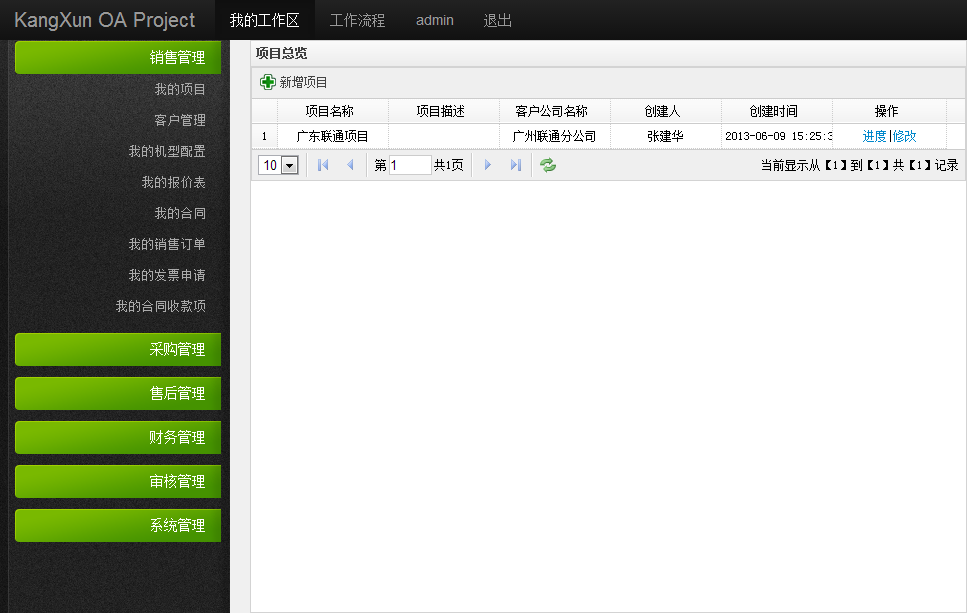 KangXun OA Project 我的工作区 工作流程 admin 退出
销售管理
我的项目
客户管理
我的机型配置
我的报价表
我的合同
我的销售订单
我的发票申请
我的合同收款项
采购管理
售后管理
财务管理
审核管理
系统管理
项目总览
新增项目
项目名称 项目描述 客户公司名称 创建人 创建时间 操作
1 广东联通项目 广州联通分公司 张建华 2013-06-09 15:25:3 进度|修改
10 第 1 共1页 当前显示从【1】到【1】共【1】记录